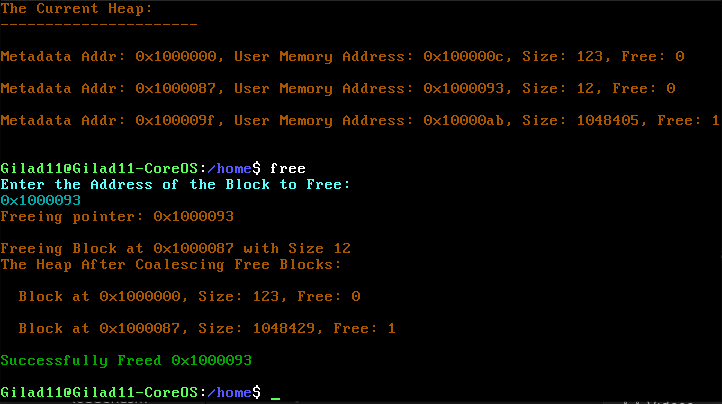 The Current Heap:
----------------------
Metadata Addr: 0x1000000, User Memory Address: 0x100000c, Size: 123, Free: 0
Metadata Addr: 0x1000087, User Memory Address: 0x1000093, Size: 12, Free: 0
Metadata Addr: 0x100009f, User Memory Address: 0x10000ab, Size: 1048405, Free: 1
Gilad11@Gilad11-CoreOS:/home$ free
Enter the Address of the Block to Free:
0x1000093
Freeing pointer: 0x1000093
Freeing Block at 0x1000087 with Size 12
The Heap After Coalescing Free Blocks:
Block at 0x1000000, Size: 123, Free: 0
Block at 0x1000087, Size: 1048429, Free: 1
Successfully Freed 0x1000093
Gilad11@Gilad11-CoreOS:/home$ _